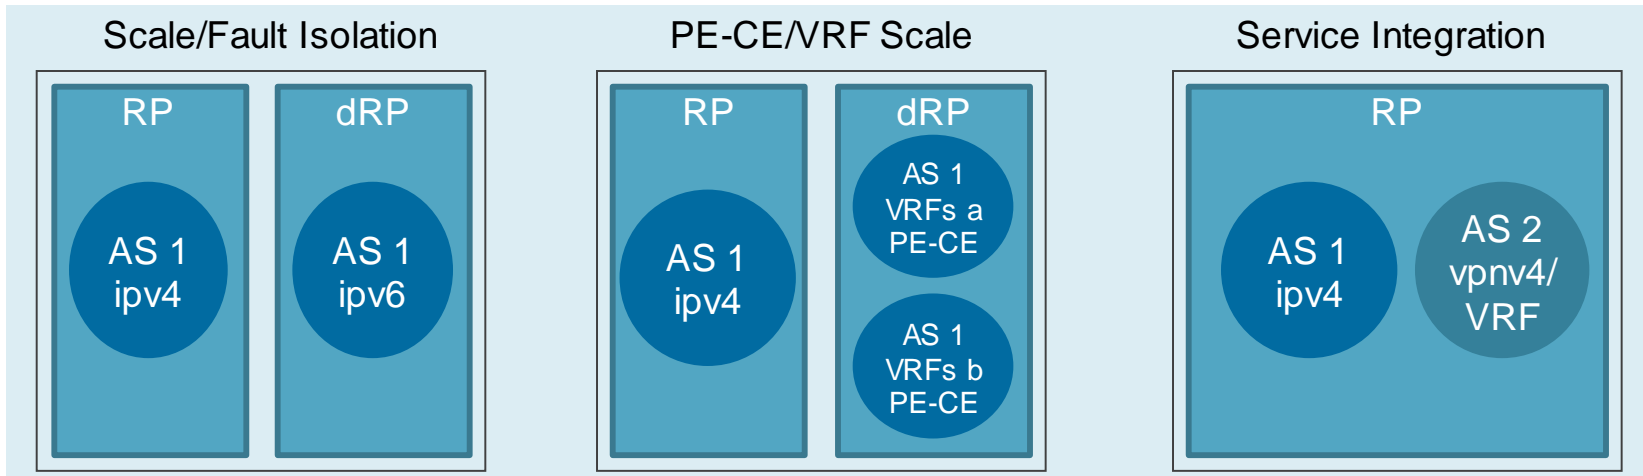 Scale/Fault Isolation
RP
AS 1
ipv4
dRP
AS 1
ipv6
PE-CE/VRF Scale
RP
AS 1
ipv4
dRP
AS 1
VRFs a
PE-CE
AS 1
VRFs b
PE-CE
Service Integration
RP
AS 1
ipv4
AS 2
vpnv4/
VRF